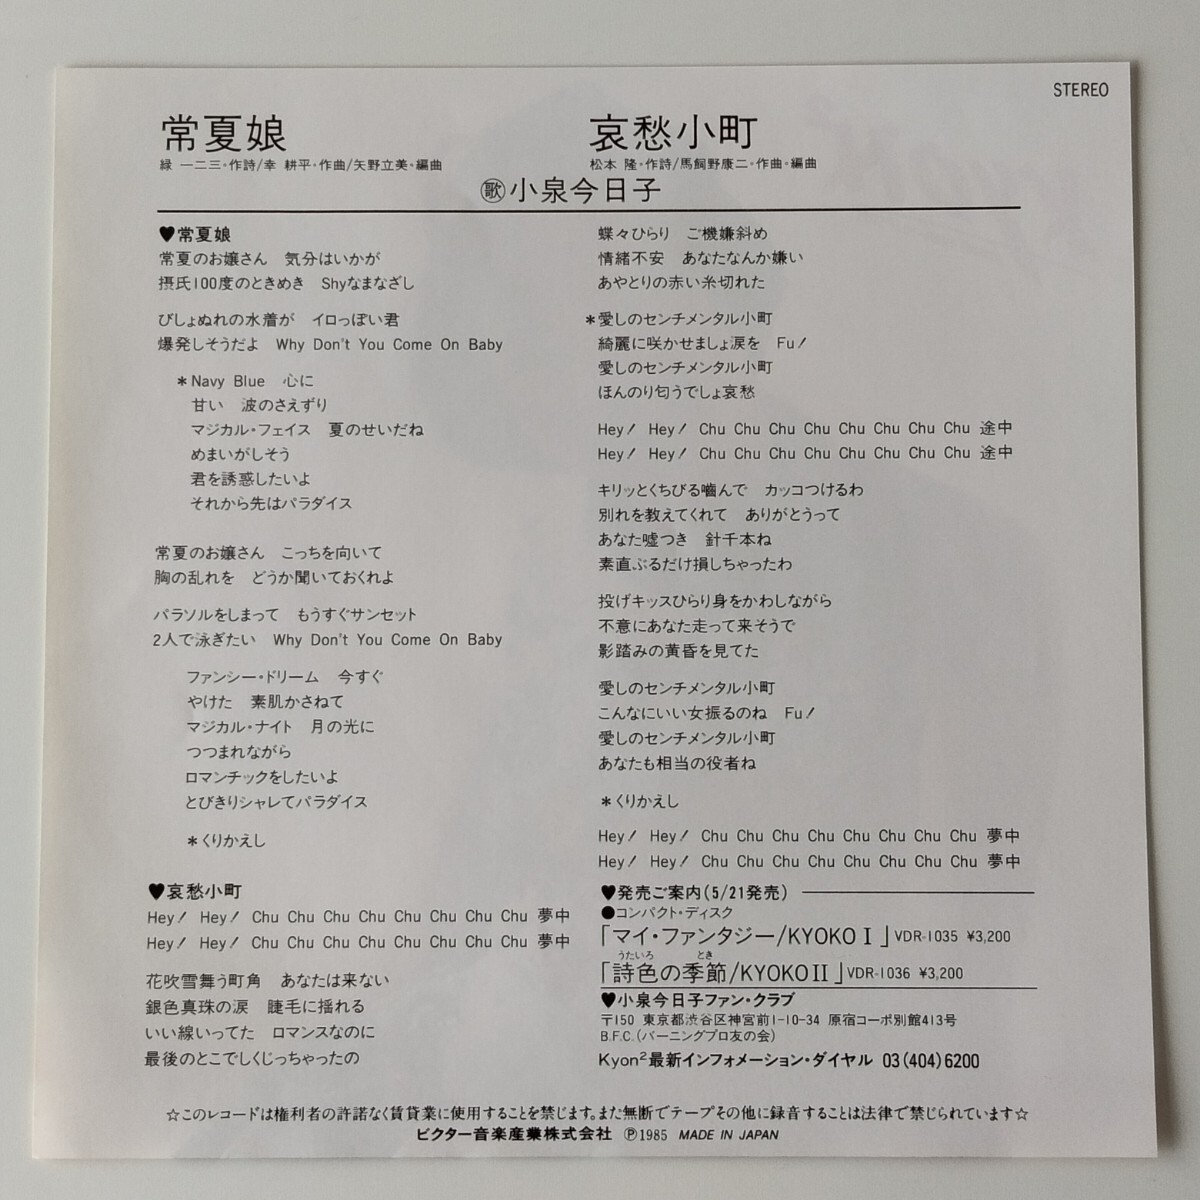 STEREO
常夏娘
緑 一二三・作詩/幸 耕平・作曲/矢野立美・編曲
哀愁小町
松本 隆・作詩/馬飼野康二・作曲・編曲
歌小泉今日子
♥常夏娘
常夏のお嬢さん 気分はいかが
摂氏100度のときめき Shyなまなざし
びしょぬれの水着が イロっぽい君
爆発しそうだよ Why Don't You Come On Baby
*Navy Blue 心に
甘い 波のさえずり
マジカル・フェイス 夏のせいだね
めまいがしそう
君を誘惑したいよ
それから先はパラダイス
常夏のお嬢さん こっちを向いて
胸の乱れを どうか聞いておくれよ
パラソルをしまって もうすぐサンセット
2人で泳ぎたい Why Don't You Come On Baby
ファンシー・ドリーム 今すぐ
やけた 素肌かさねて
マジカル・ナイト 月の光に
つつまれながら
ロマンチックをしたいよ
とびきりシャレてパラダイス
*くりかえし
♥哀愁小町
Hey! Hey! Chu Chu Chu Chu Chu Chu Chu Chu 夢中
Hey! Hey! Chu Chu Chu Chu Chu Chu Chu Chu 夢中
花吹雪舞う町角 あなたは来ない
銀色真珠の涙 睫毛に揺れる
いい線いってた ロマンスなのに
最後のとこでしくじっちゃったの
蝶々ひらり ご機嫌斜め
情緒不安 あなたなんか嫌い
あやとりの赤い糸切れた
*愛しのセンチメンタル小町
綺麗に咲かせましょ涙を Fu!
愛しのセンチメンタル小町
ほんのり匂うでしょ哀愁
Hey! Hey! Chu Chu Chu Chu Chu Chu Chu Chu 途中
Hey! Hey! Chu Chu Chu Chu Chu Chu Chu Chu 途中
キリッとくちびる嚙んで カッコつけるわ
別れを教えてくれて ありがとうって
あなた嘘つき 針千本ね
素直ぶるだけ損しちゃったわ
投げキッスひらり身をかわしながら
不意にあなた走って来そうで
影踏みの黄昏を見てた
愛しのセンチメンタル小町
こんなにいい女振るのね Fu!
愛しのセンチメンタル小町
あなたも相当の役者ね
*くりかえし
Hey! Hey! Chu Chu Chu Chu Chu Chu Chu Chu 夢中
Hey! Hey! Chu Chu Chu Chu Chu Chu Chu Chu 夢中
♥発売ご案内(5/21発売)
●コンパクト・ディスク
「マイ・ファンタジー/KYOKO I」VDR-1035 ¥3,200
うたいろ とき
「詩色の季節/KYOKO II」VDR-1036 ¥3,200
♥小泉今日子ファン・クラブ
〒150 東京都渋谷区神宮前1-10-34 原宿コーポ別館413号
B.F.C.(バーニングプロ友の会)
Kyon²最新インフォメーション・ダイヤル 03(404)6200
☆このレコードは権利者の許諾なく賃貸業に使用することを禁じます。また無断でテープその他に録音することは法律で禁じられています☆
ビクター音楽産業株式会社 Ⓟ1985 MADE IN JAPAN